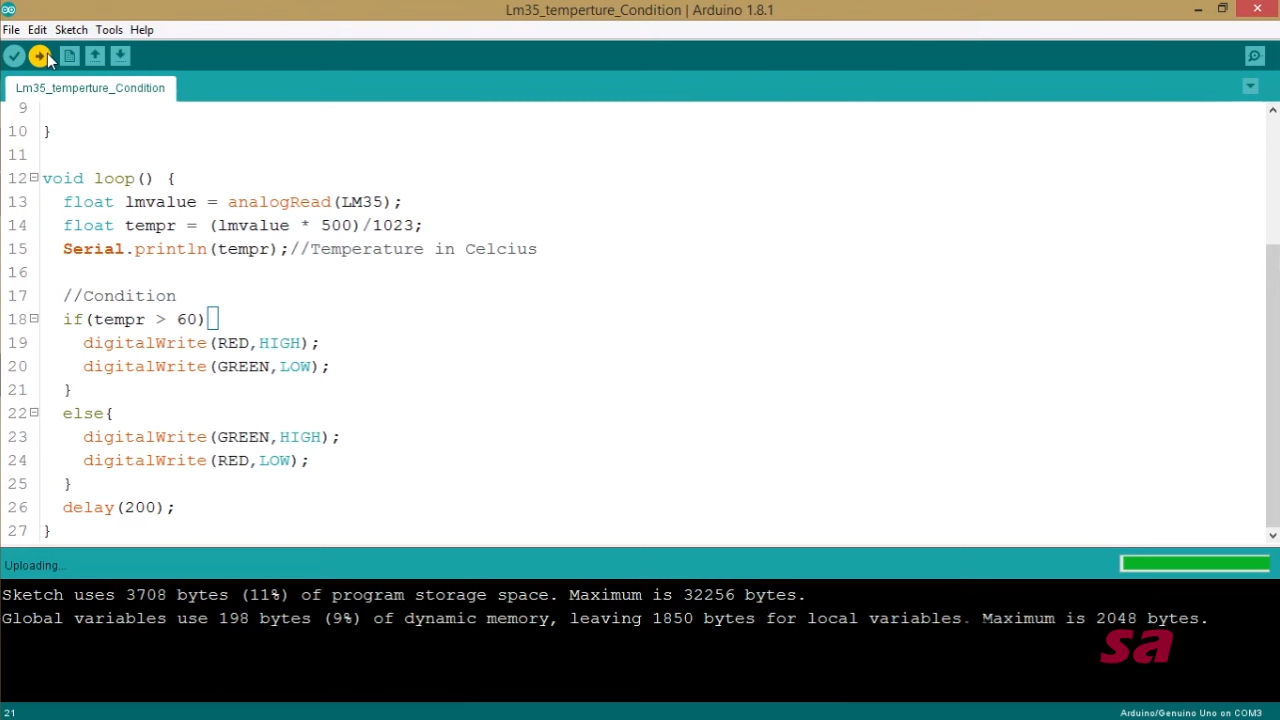 Lm35_temperture_Condition | Arduino 1.8.1
File Edit Sketch Tools Help
Lm35_temperture_Condition
9
10 }
11
12 void loop() {
13 float lmvalue = analogRead(LM35);
14 float tempr = (lmvalue * 500)/1023;
15 Serial.println(tempr);//Temperature in Celcius
16
17 //Condition
18 if(tempr > 60)
19 digitalWrite(RED,HIGH);
20 digitalWrite(GREEN,LOW);
21 }
22 else{
23 digitalWrite(GREEN,HIGH);
24 digitalWrite(RED,LOW);
25 }
26 delay(200);
27 }
Uploading...
Sketch uses 3708 bytes (11%) of program storage space. Maximum is 32256 bytes.
Global variables use 198 bytes (9%) of dynamic memory, leaving 1850 bytes for local variables. Maximum is 2048 bytes.
sa
21 Arduino/Genuino Uno on COM3